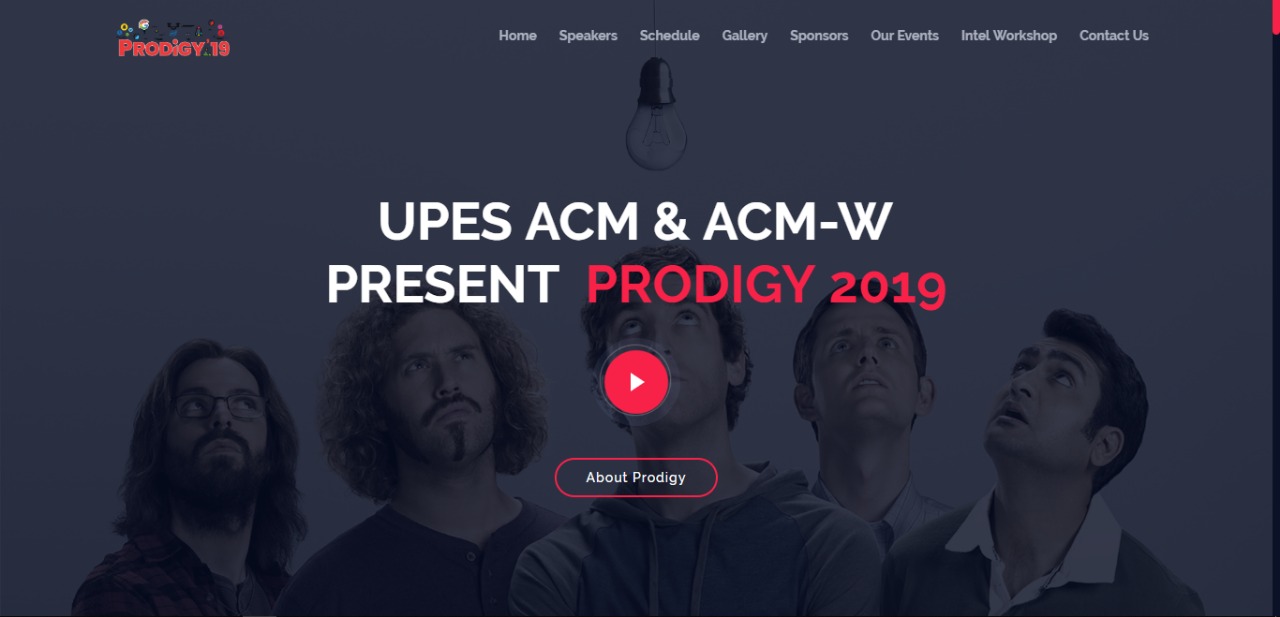 PRODIGY'19
Home Speakers Schedule Gallery Sponsors Our Events Intel Workshop Contact Us
UPES ACM & ACM-W
PRESENT PRODIGY 2019
About Prodigy